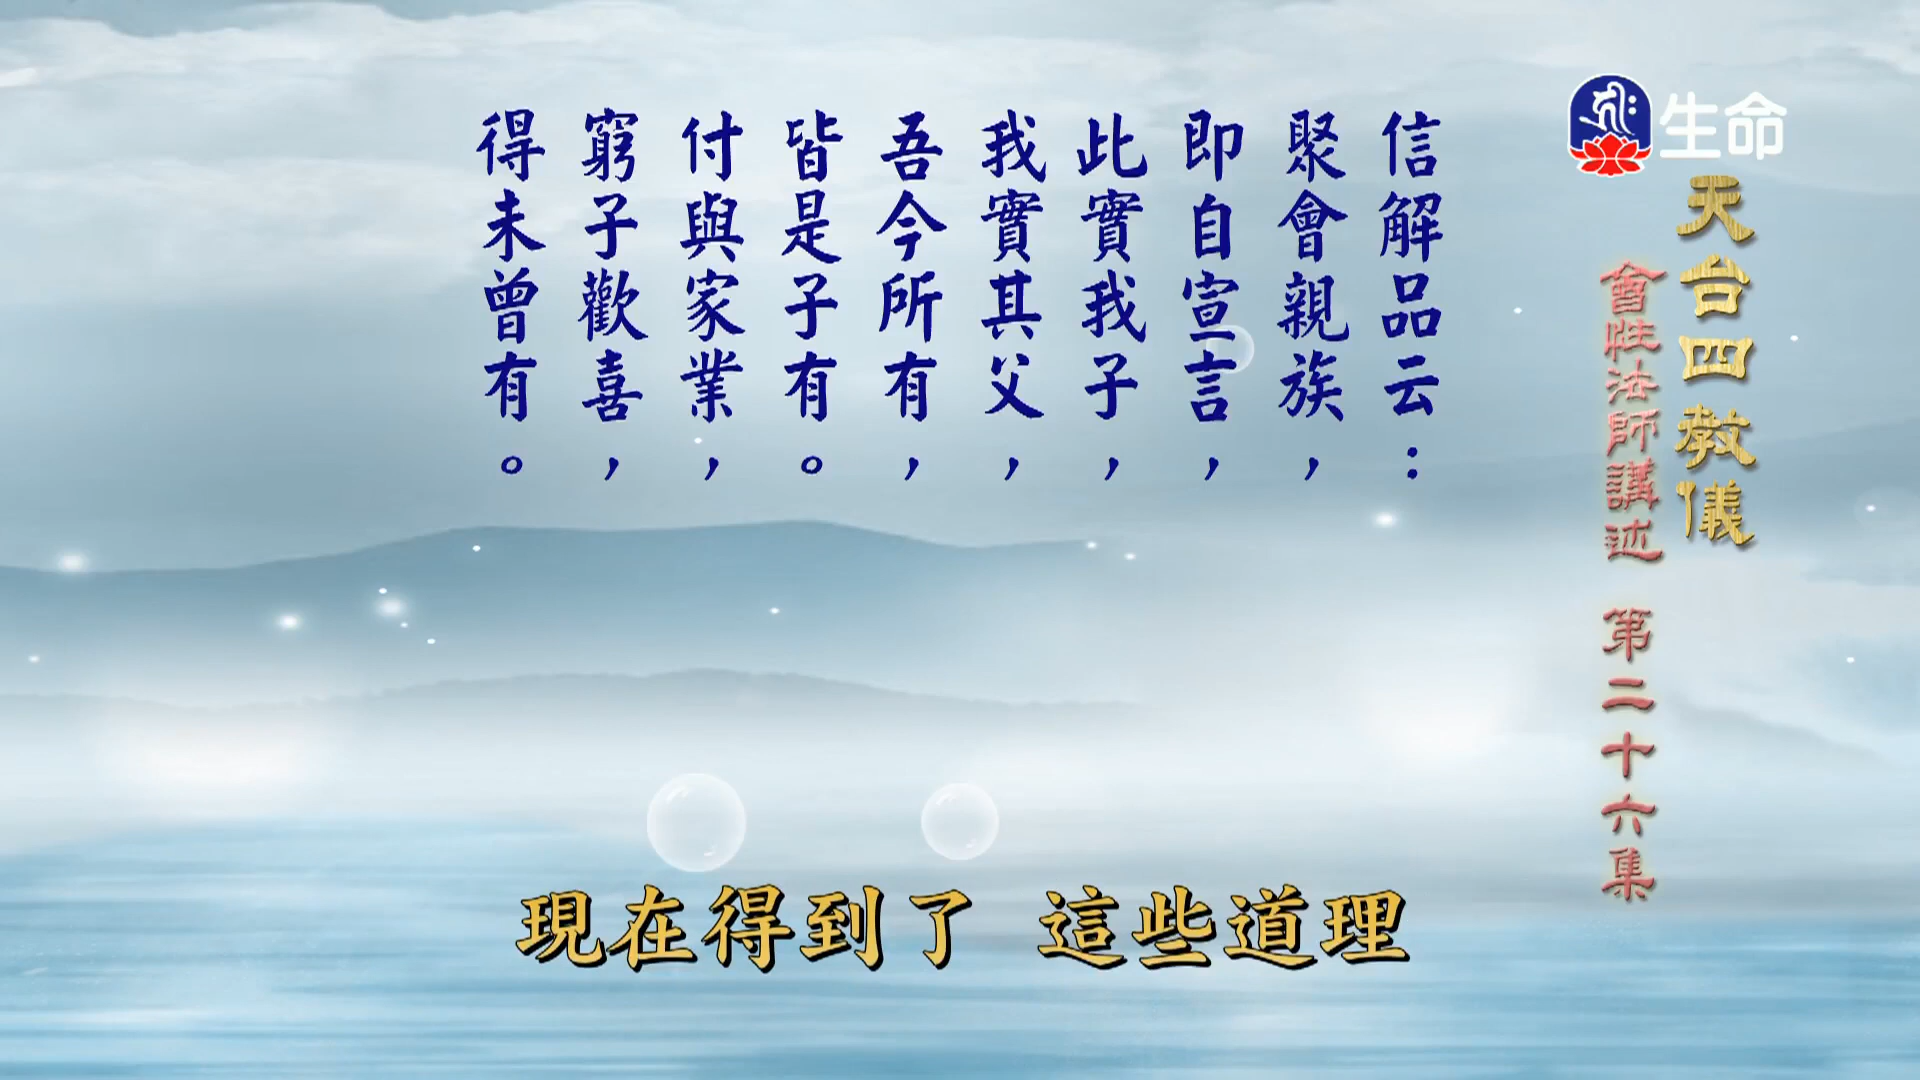 生命
天台四教儀
會性法師講述 第二十六集
信解品云：
聚會親族，
即自宣言，
此實我子，
我實其父，
吾今所有，
皆是子有。
付與家業，
窮子歡喜，
得未曾有。
現在得到了 這些道理